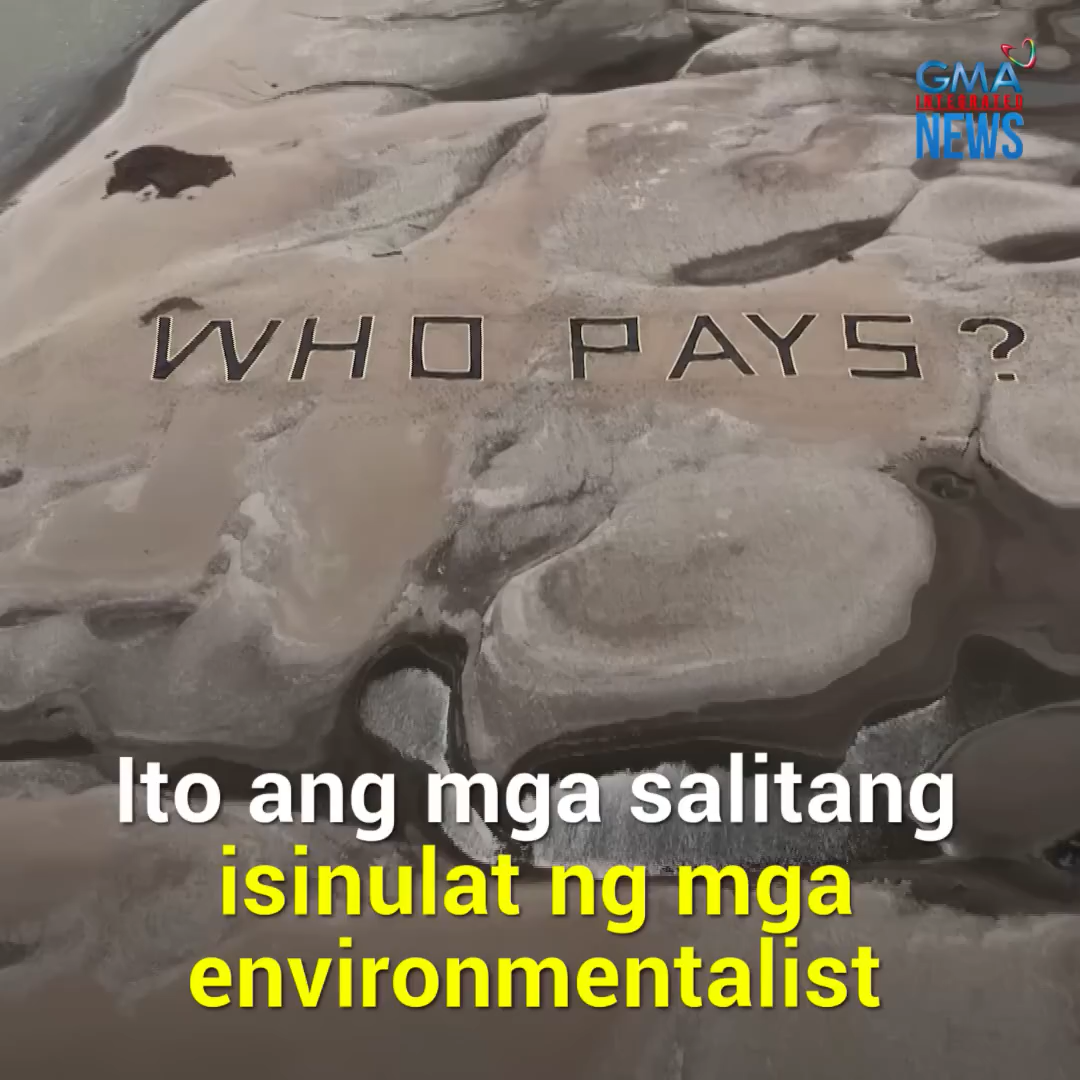 GMA
INTEGRATED
NEWS
WHO PAYS?
Ito ang mga salitang
isinulat ng mga
environmentalist